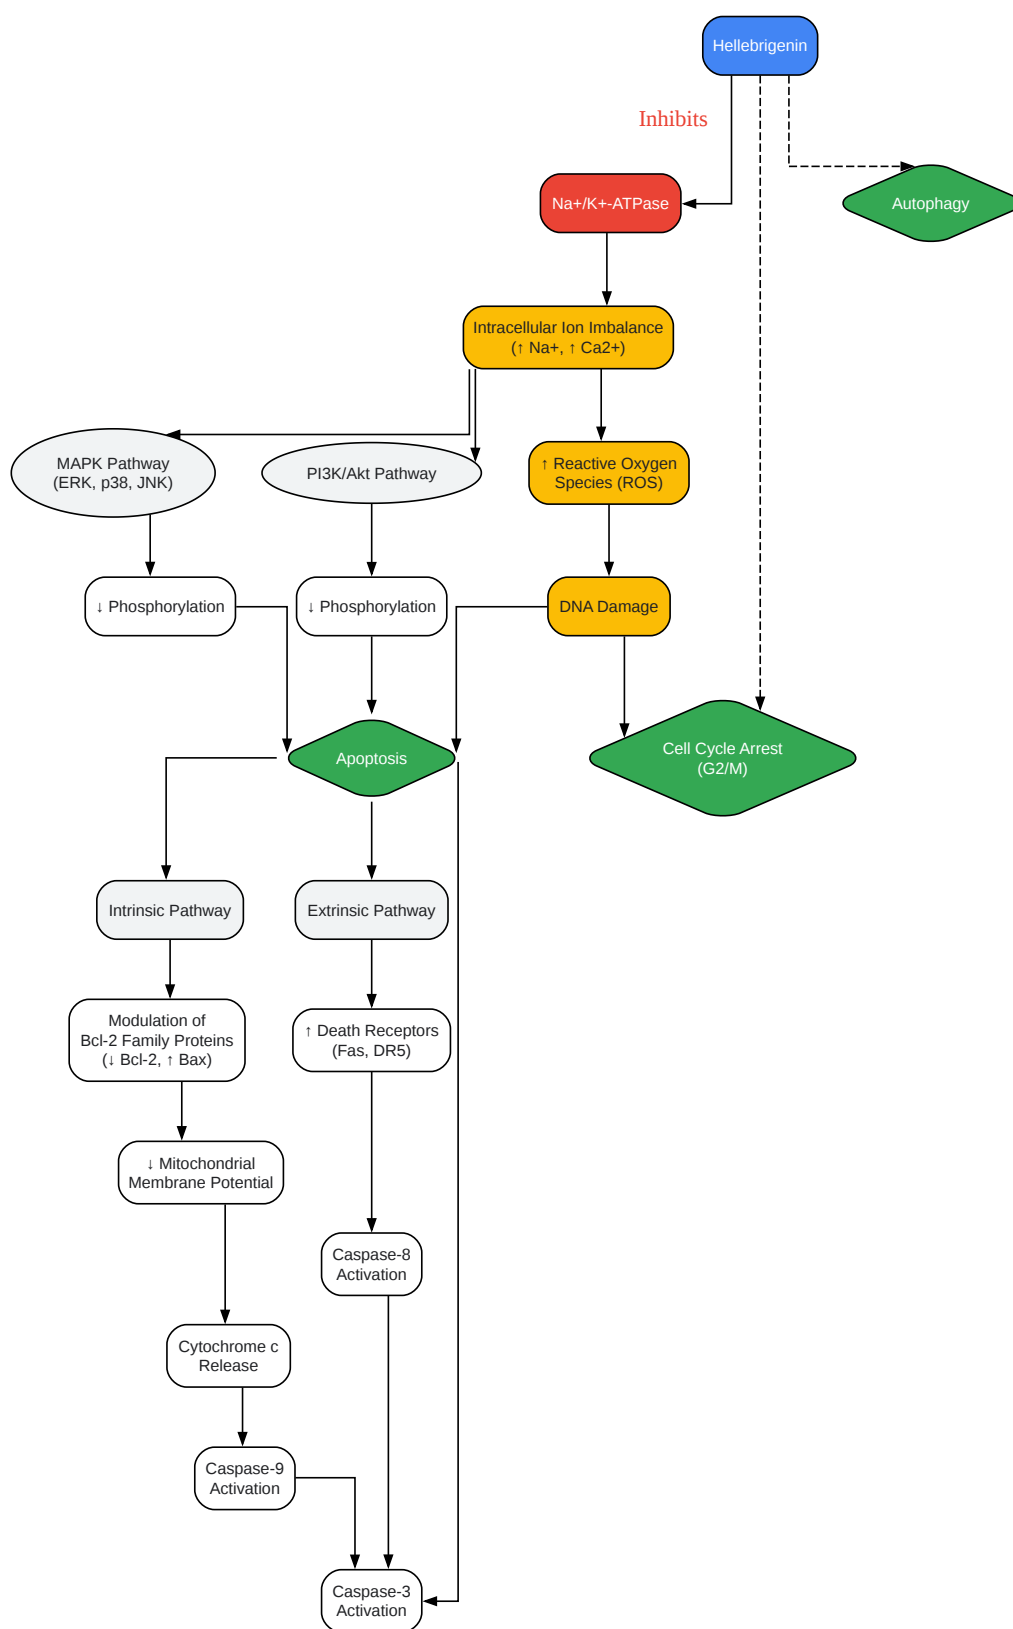 Hellebrigenin
Inhibits
Na+/K+-ATPase
Autophagy
Intracellular Ion Imbalance
(↑ Na+, ↑ Ca2+)
MAPK Pathway
(ERK, p38, JNK)
PI3K/Akt Pathway
↑ Reactive Oxygen
Species (ROS)
↓ Phosphorylation
↓ Phosphorylation
DNA Damage
Apoptosis
Cell Cycle Arrest
(G2/M)
Intrinsic Pathway
Extrinsic Pathway
Modulation of
Bcl-2 Family Proteins
(↓ Bcl-2, ↑ Bax)
↑ Death Receptors
(Fas, DR5)
↓ Mitochondrial
Membrane Potential
Caspase-8
Activation
Cytochrome c
Release
Caspase-9
Activation
Caspase-3
Activation